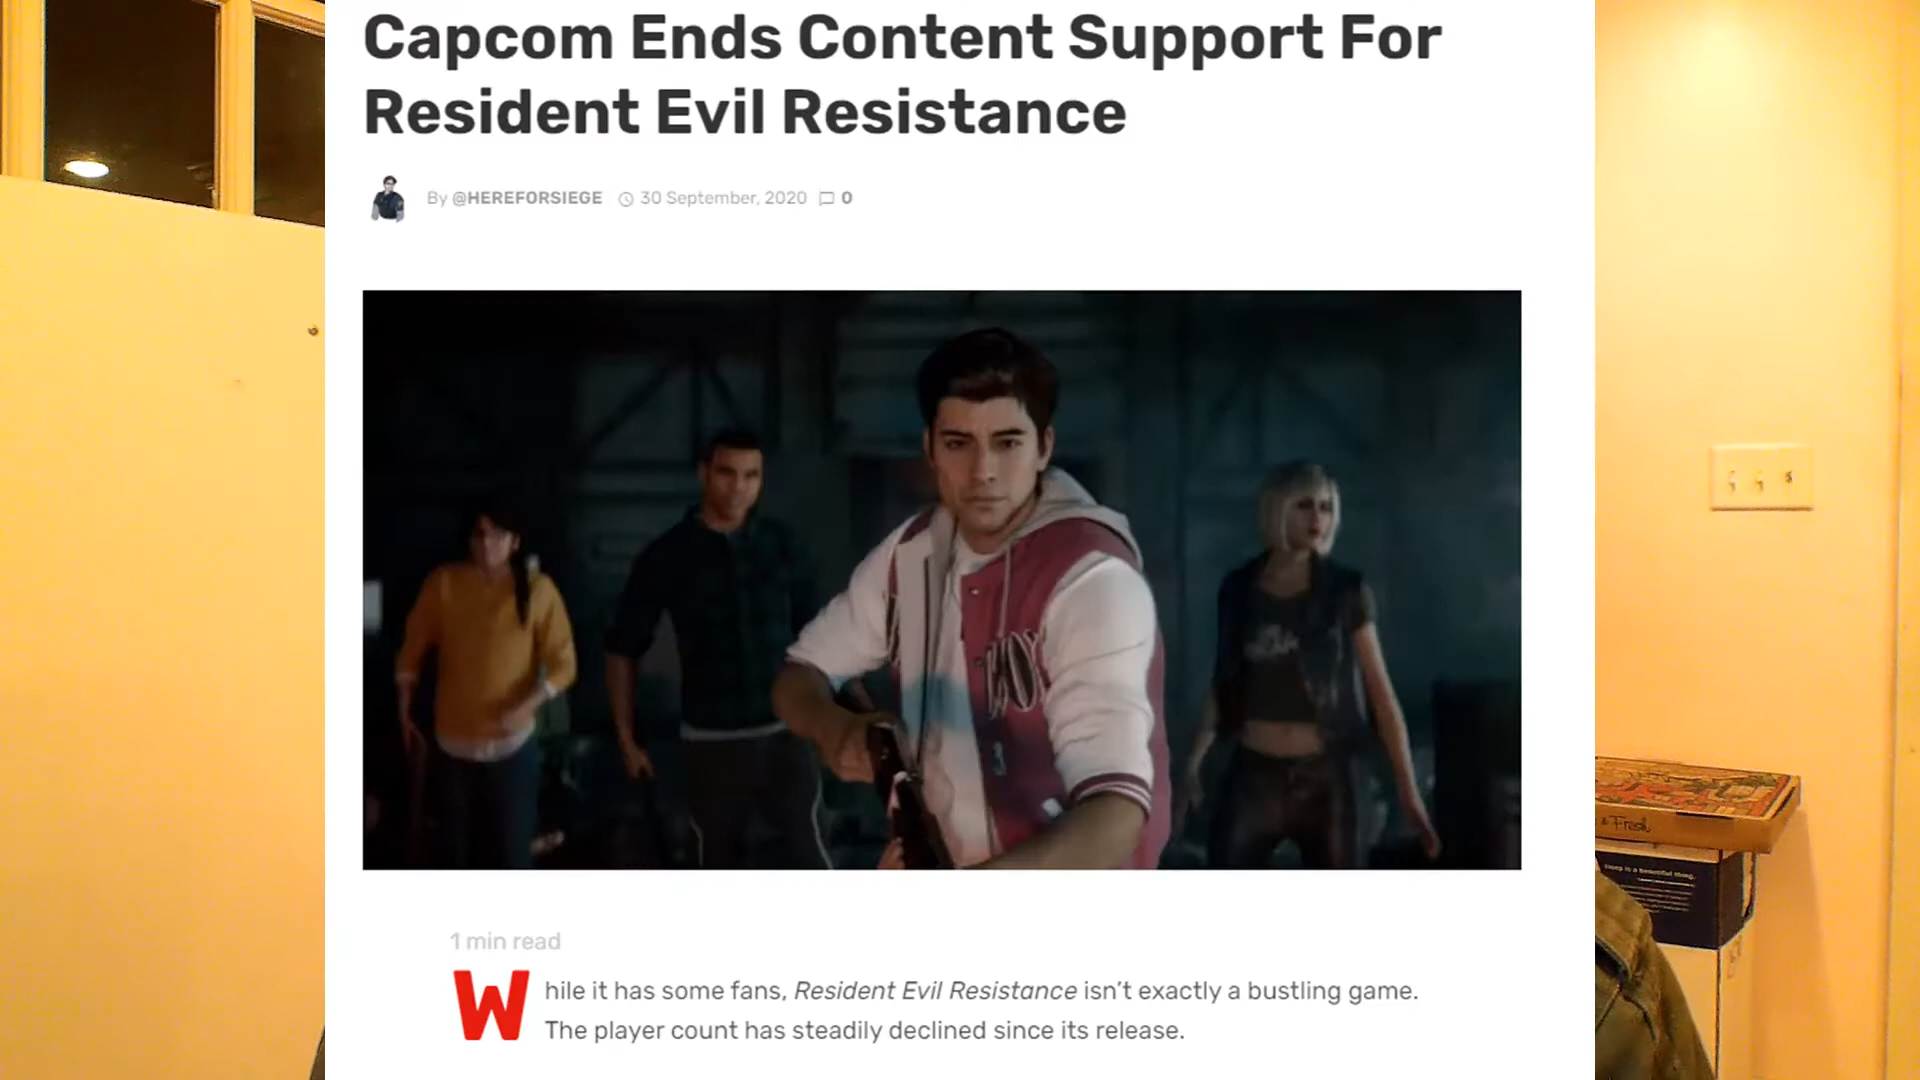 Capcom Ends Content Support For
Resident Evil Resistance
By @HEREFORSIEGE 30 September, 2020 0
& Fresh
1 min read
While it has some fans, Resident Evil Resistance isn't exactly a bustling game.
The player count has steadily declined since its release.